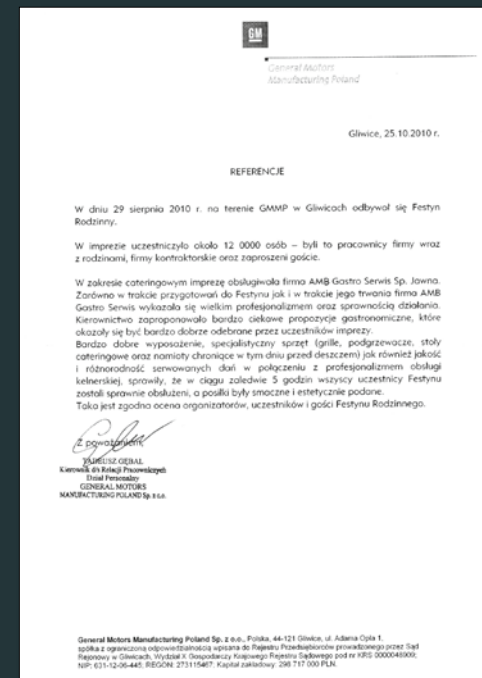 GM
General Motors
Manufacturing Poland
Gliwice, 25.10.2010 r.
REFERENCJE
W dniu 29 sierpnia 2010 r. na terenie GMMP w Gliwicach odbywał się Festyn
Rodzinny.
W imprezie uczestniczyło około 12 0000 osób – byli to pracownicy firmy wraz
z rodzinami, firmy kontraktorskie oraz zaproszeni goście.
W zakresie cateringowym imprezę obsługiwała firma AMB Gastro Serwis Sp. Jawna.
Zarówno w trakcie przygotowań do Festynu jak i w trakcie jego trwania firma AMB
Gastro Serwis wykazała się wielkim profesjonalizmem oraz sprawnością działania.
Kierownictwo zaproponowało bardzo ciekawe propozycje gastronomiczne, które
okazały się być bardzo dobrze odebrane przez uczestników imprezy.
Bardzo dobre wyposażenie, specjalistyczny sprzęt (grille, podgrzewacze, stoły
cateringowe oraz namioty chroniące w tym dniu przed deszczem) jak również jakość
i różnorodność serwowanych dań w połączeniu z profesjonalizmem obsługi
kelnerskiej, sprawiły, że w ciągu zaledwie 5 godzin wszyscy uczestnicy Festynu
zostali sprawnie obsłużeni, a posiłki były smaczne i estetycznie podane.
Taka jest zgodna ocena organizatorów, uczestników i gości Festynu Rodzinnego.
Z poważaniem,
TADEUSZ GĘBAL
Kierownik d/s Relacji Pracowniczych
Dział Personalny
GENERAL MOTORS
MANUFACTURING POLAND Sp. z o.o.
General Motors Manufacturing Poland Sp. z o.o., Polska, 44-121 Gliwice, ul. Adama Opla 1,
spółka z ograniczoną odpowiedzialnością wpisana do Rejestru Przedsiębiorców prowadzonego przez Sąd
Rejonowy w Gliwicach, Wydział X Gospodarczy Krajowego Rejestru Sądowego pod nr KRS 0000048009;
NIP: 631-12-06-445; REGON: 273115467; Kapitał zakładowy: 298 717 000 PLN.